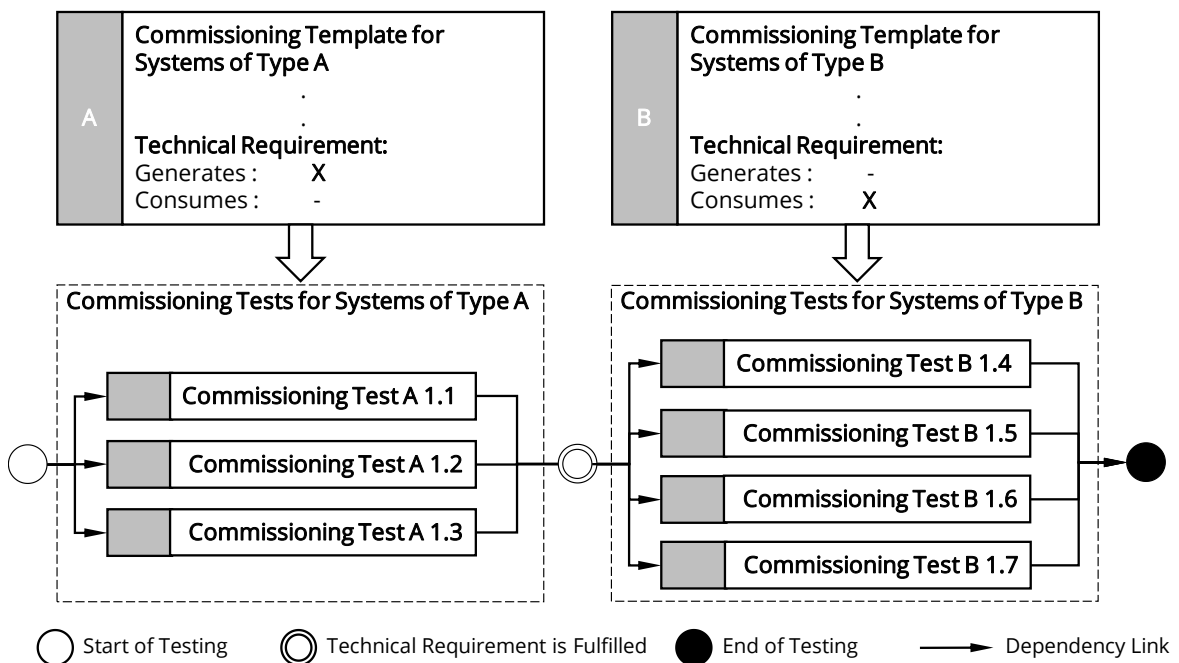 A
Commissioning Template for
Systems of Type A
.
.
Technical Requirement:
Generates : X
Consumes : -
B
Commissioning Template for
Systems of Type B
.
.
Technical Requirement:
Generates : -
Consumes : X
Commissioning Tests for Systems of Type A
Commissioning Test A 1.1
Commissioning Test A 1.2
Commissioning Test A 1.3
Commissioning Tests for Systems of Type B
Commissioning Test B 1.4
Commissioning Test B 1.5
Commissioning Test B 1.6
Commissioning Test B 1.7
Start of Testing
Technical Requirement is Fulfilled
End of Testing
Dependency Link